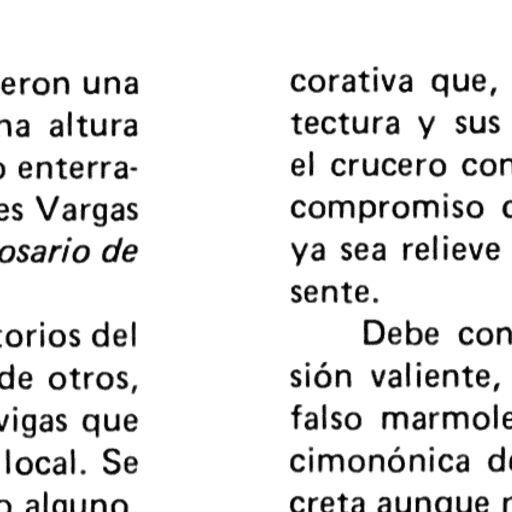 eron una
na altura
enterra-
es Vargas
osario de
torios del
de otros,
vigas que
local. Se
alguno
corativa que,
tectura y sus
el crucero con
compromiso
ya sea relieve
sente.
Debe con
sión valiente,
falso marmole
cimonónica de
creta aunque